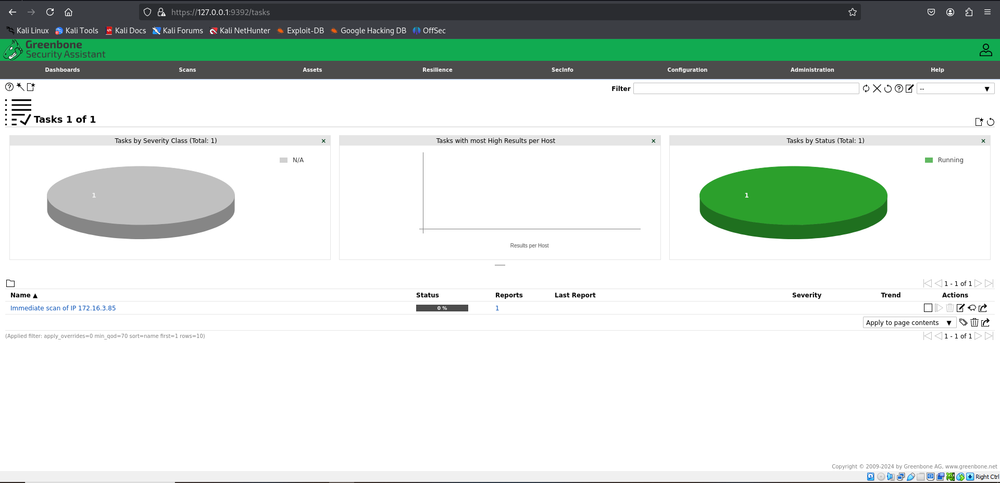 https://127.0.0.1:9392/tasks
Kali Linux Kali Tools Kali Docs Kali Forums Kali NetHunter Exploit-DB Google Hacking DB OffSec
Greenbone
Security Assistant
Dashboards Scans Assets Resilience SecInfo Configuration Administration Help
Filter --
Tasks 1 of 1
Tasks by Severity Class (Total: 1) Tasks with most High Results per Host Tasks by Status (Total: 1)
N/A Running
1 1
Results per Host
1 - 1 of 1
Name ▲ Status Reports Last Report Severity Trend Actions
Immediate scan of IP 172.16.3.85 0 % 1
Apply to page contents ▼
(Applied filter: apply_overrides=0 min_qod=70 sort=name first=1 rows=10) 1 - 1 of 1
Copyright © 2009-2024 by Greenbone AG, www.greenbone.net
Right Ctrl